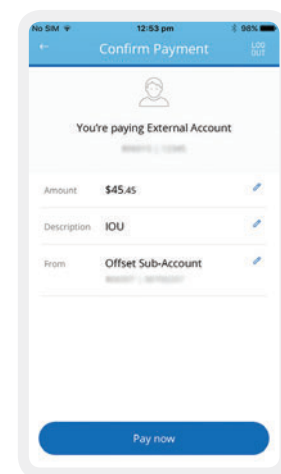 No SIM 12:53 pm 98%
Confirm Payment LOG OUT
You're paying External Account
Amount $45.45
Description IOU
From Offset Sub-Account
Pay now